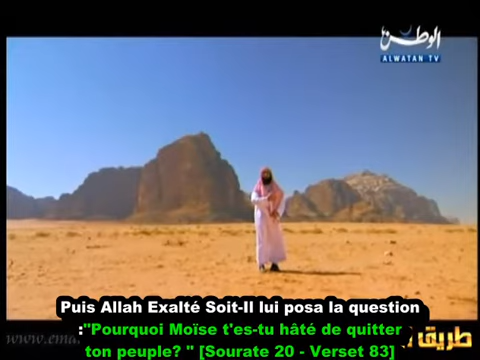 الوطن
ALWATAN TV
Puis Allah Exalté Soit-Il lui posa la question
:"Pourquoi Moïse t'es-tu hâté de quitter
ton peuple? " [Sourate 20 - Verset 83]
طريق